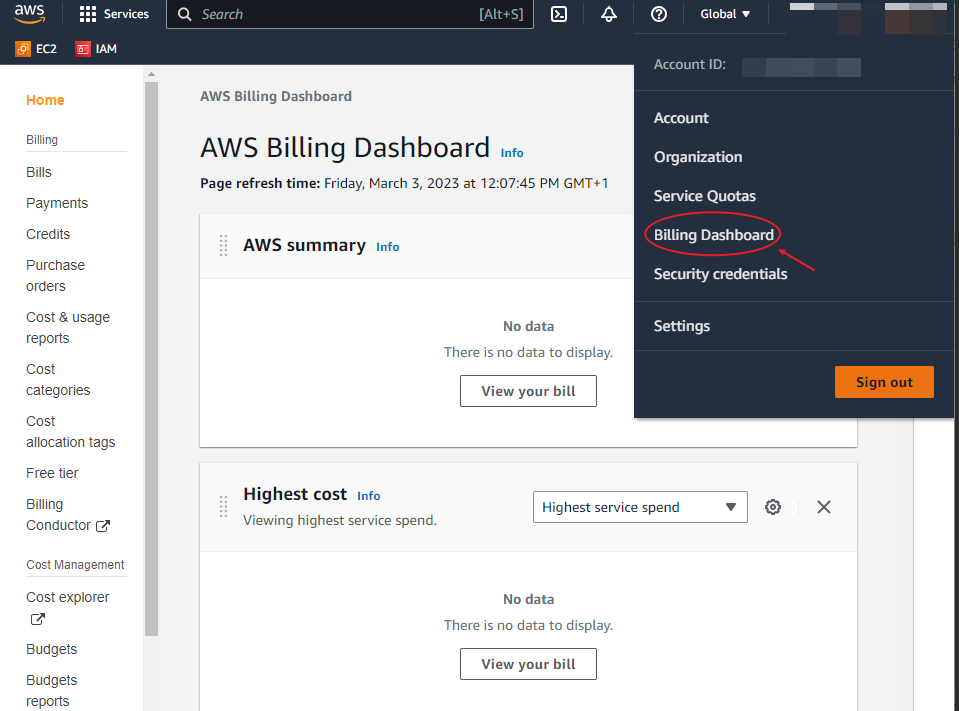 aws
Services
Search
[Alt+S]
Global
EC2
IAM
Home
Billing
Bills
Payments
Credits
Purchase
orders
Cost & usage
reports
Cost
categories
Cost
allocation tags
Free tier
Billing
Conductor
Cost Management
Cost explorer
Budgets
Budgets
reports
AWS Billing Dashboard
AWS Billing Dashboard Info
Page refresh time: Friday, March 3, 2023 at 12:07:45 PM GMT+1
AWS summary Info
No data
There is no data to display.
View your bill
Highest cost Info
Viewing highest service spend.
Highest service spend
No data
There is no data to display.
View your bill
Account ID:
Account
Organization
Service Quotas
Billing Dashboard
Security credentials
Settings
Sign out